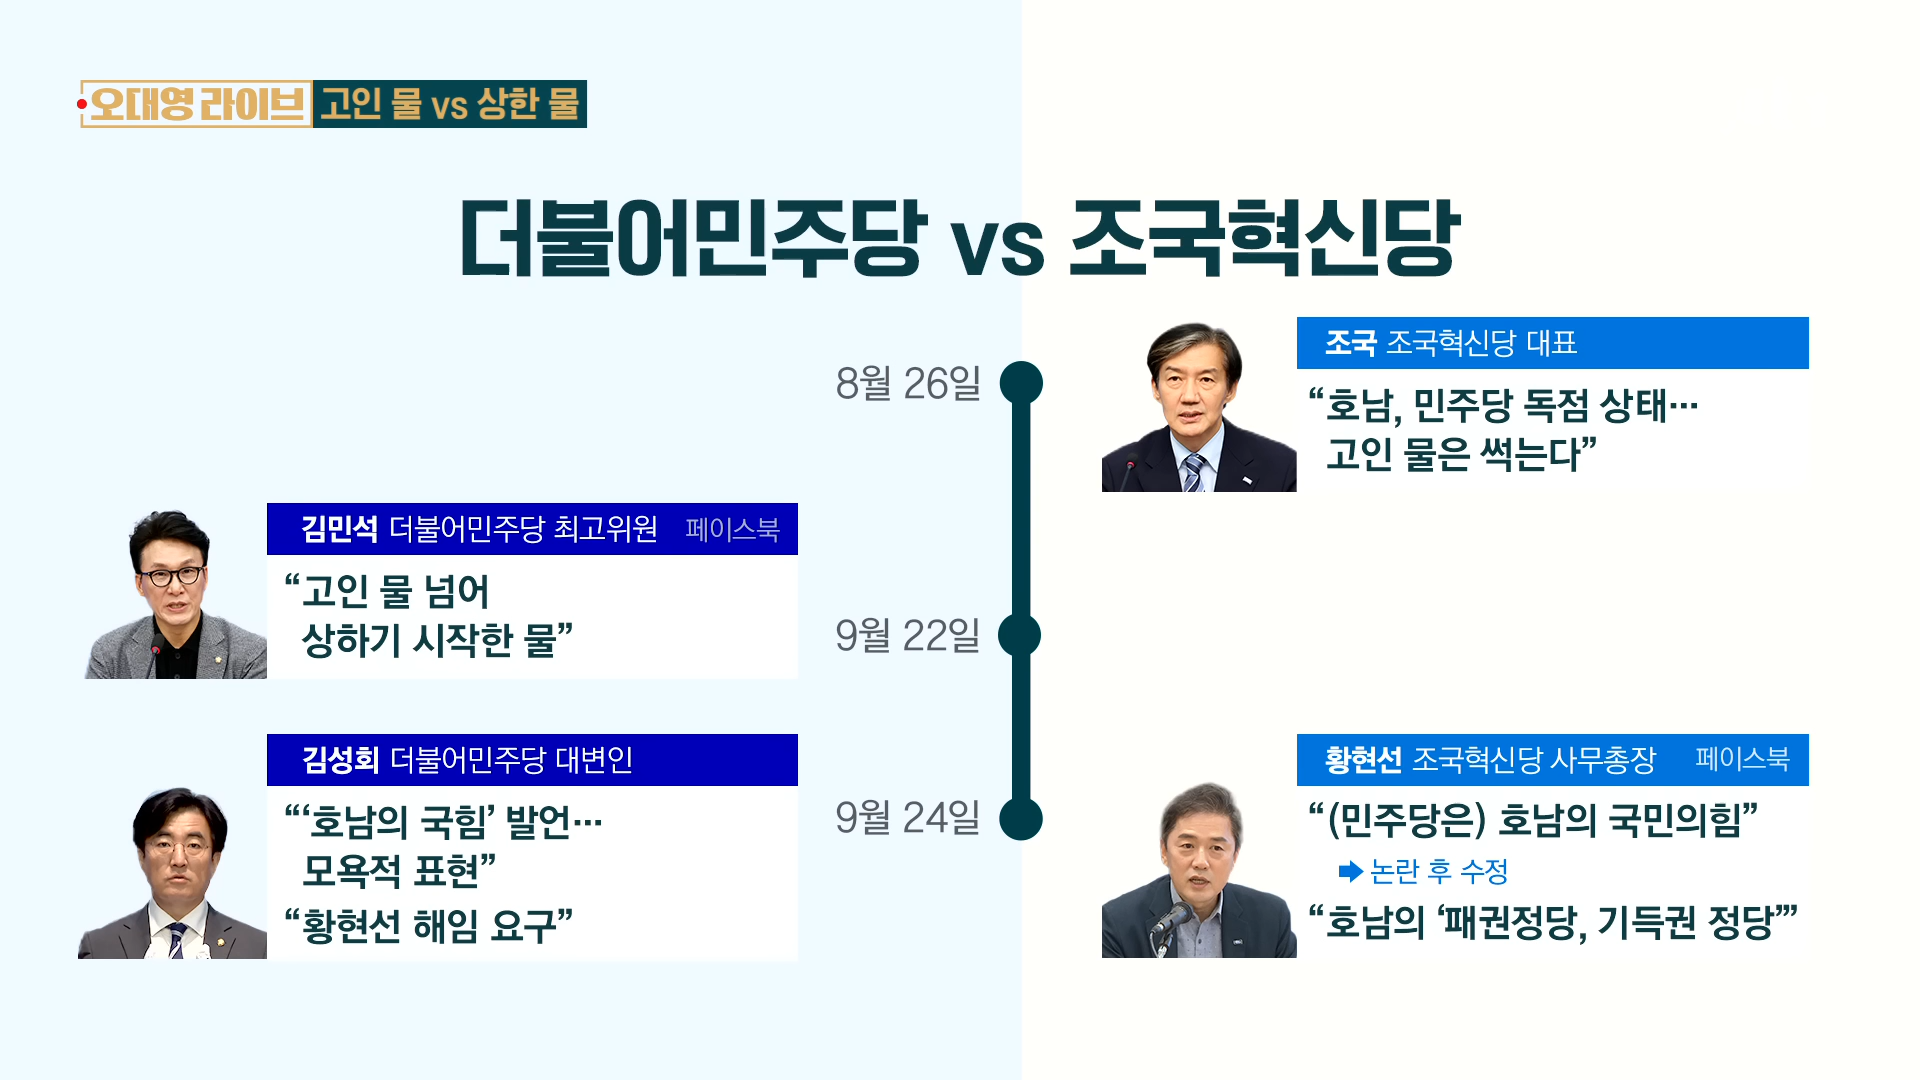 오대영 라이브 고인 물 vs 상한 물
더불어민주당 vs 조국혁신당
8월 26일
조국 조국혁신당 대표
“호남, 민주당 독점 상태…
고인 물은 썩는다”
김민석 더불어민주당 최고위원 페이스북
“고인 물 넘어
상하기 시작한 물”
9월 22일
김성회 더불어민주당 대변인
“‘호남의 국힘’ 발언…
모욕적 표현”
“황현선 해임 요구”
9월 24일
황현선 조국혁신당 사무총장 페이스북
“(민주당은) 호남의 국민의힘”
➡ 논란 후 수정
“호남의 ‘패권정당, 기득권 정당’”